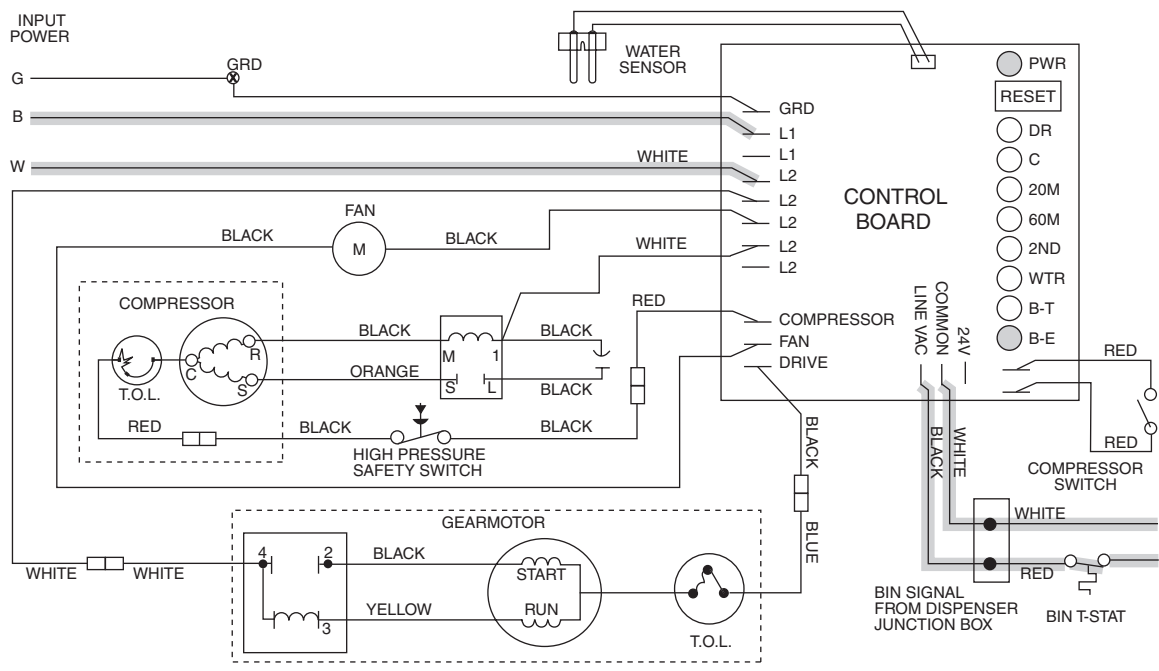 INPUT
POWER
G
GRD
B
W
WHITE
WATER
SENSOR
GRD
L1
L1
L2
L2
L2
L2
L2
CONTROL
BOARD
PWR
RESET
DR
C
20M
60M
2ND
WTR
B-T
B-E
FAN
M
BLACK
BLACK
WHITE
COMPRESSOR
T.O.L.
C
R
S
BLACK
ORANGE
M
1
S
L
BLACK
BLACK
RED
RED
BLACK
HIGH PRESSURE
SAFETY SWITCH
BLACK
COMPRESSOR
FAN
DRIVE
LINE VAC
COMMON
24V
RED
RED
COMPRESSOR
SWITCH
BLACK
WHITE
BLACK
BLUE
WHITE
RED
BIN SIGNAL
FROM DISPENSER
JUNCTION BOX
BIN T-STAT
GEARMOTOR
WHITE
WHITE
4
2
3
BLACK
YELLOW
START
RUN
T.O.L.